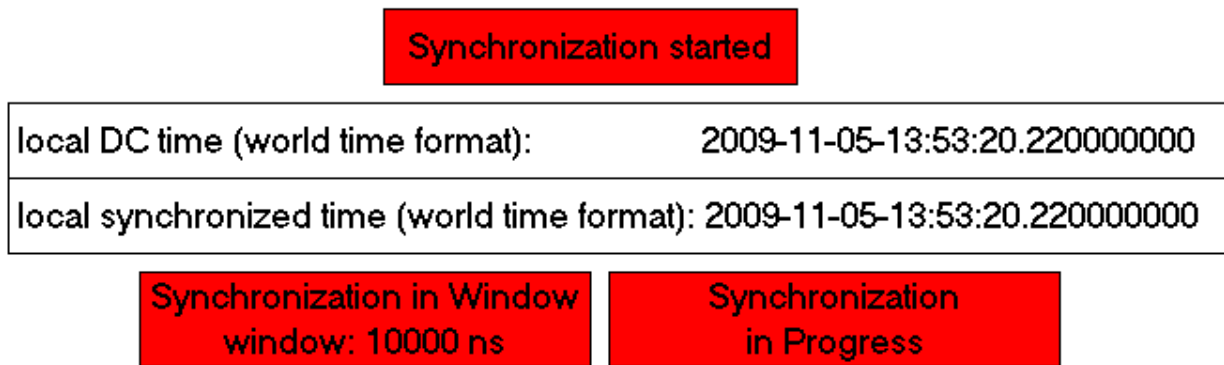 Synchronization started
local DC time (world time format): 2009-11-05-13:53:20.220000000
local synchronized time (world time format): 2009-11-05-13:53:20.220000000
Synchronization in Window
window: 10000 ns
Synchronization
in Progress